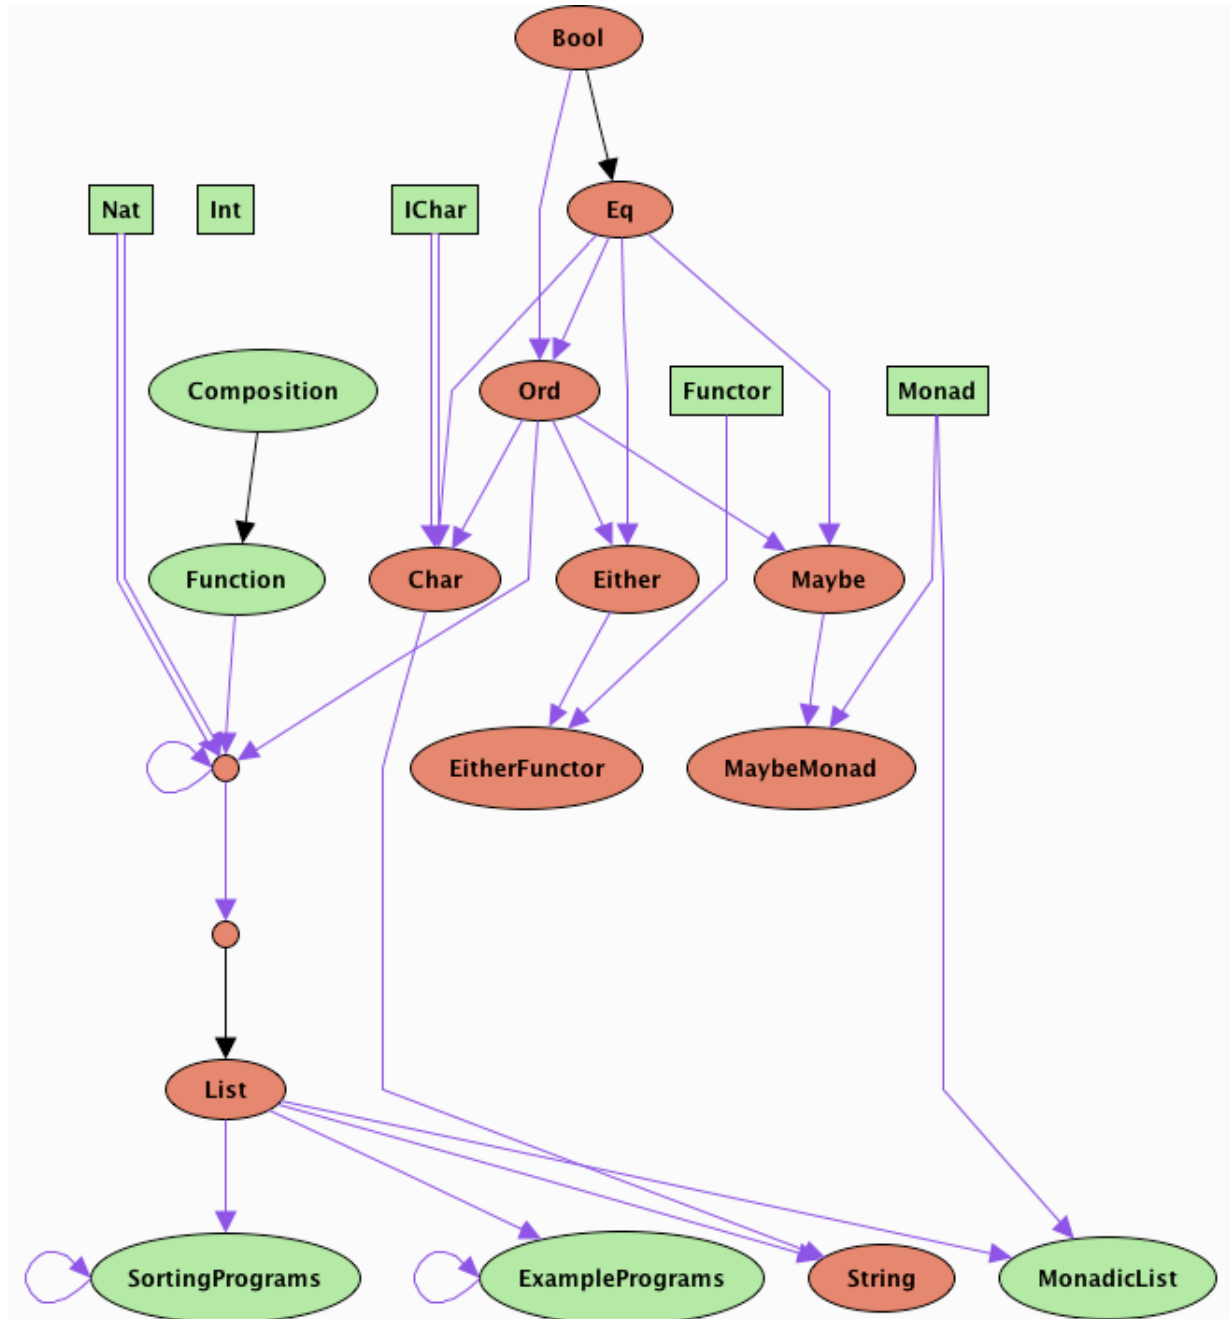 Bool
Nat
Int
IChar
Eq
Composition
Ord
Functor
Monad
Function
Char
Either
Maybe
EitherFunctor
MaybeMonad
List
SortingPrograms
ExamplePrograms
String
MonadicList